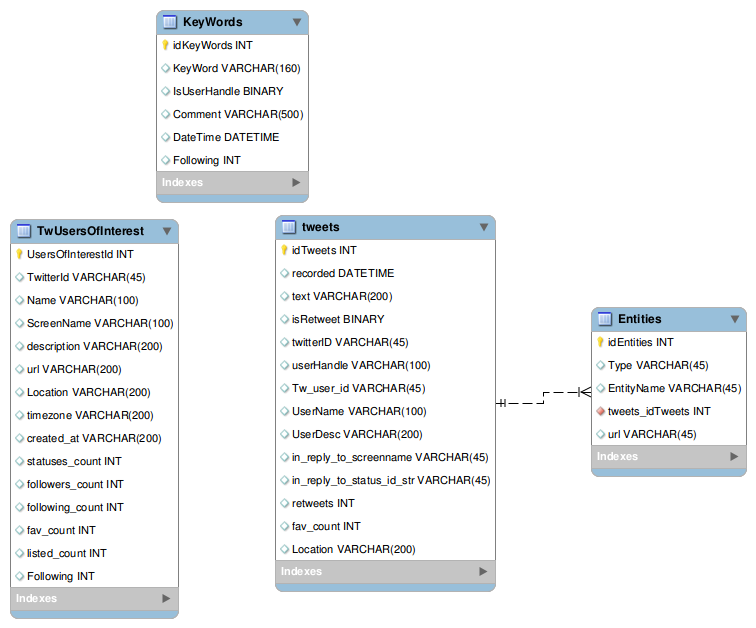 KeyWords
idKeyWords INT
KeyWord VARCHAR(160)
IsUserHandle BINARY
Comment VARCHAR(500)
DateTime DATETIME
Following INT
Indexes
TwUsersOfInterest
UsersOfInterestId INT
TwitterId VARCHAR(45)
Name VARCHAR(100)
ScreenName VARCHAR(100)
description VARCHAR(200)
url VARCHAR(200)
Location VARCHAR(200)
timezone VARCHAR(200)
created_at VARCHAR(200)
statuses_count INT
followers_count INT
following_count INT
fav_count INT
listed_count INT
Following INT
Indexes
tweets
idTweets INT
recorded DATETIME
text VARCHAR(200)
isRetweet BINARY
twitterID VARCHAR(45)
userHandle VARCHAR(100)
Tw_user_id VARCHAR(45)
UserName VARCHAR(100)
UserDesc VARCHAR(200)
in_reply_to_screenname VARCHAR(45)
in_reply_to_status_id_str VARCHAR(45)
retweets INT
fav_count INT
Location VARCHAR(200)
Indexes
Entities
idEntities INT
Type VARCHAR(45)
EntityName VARCHAR(45)
tweets_idTweets INT
url VARCHAR(45)
Indexes